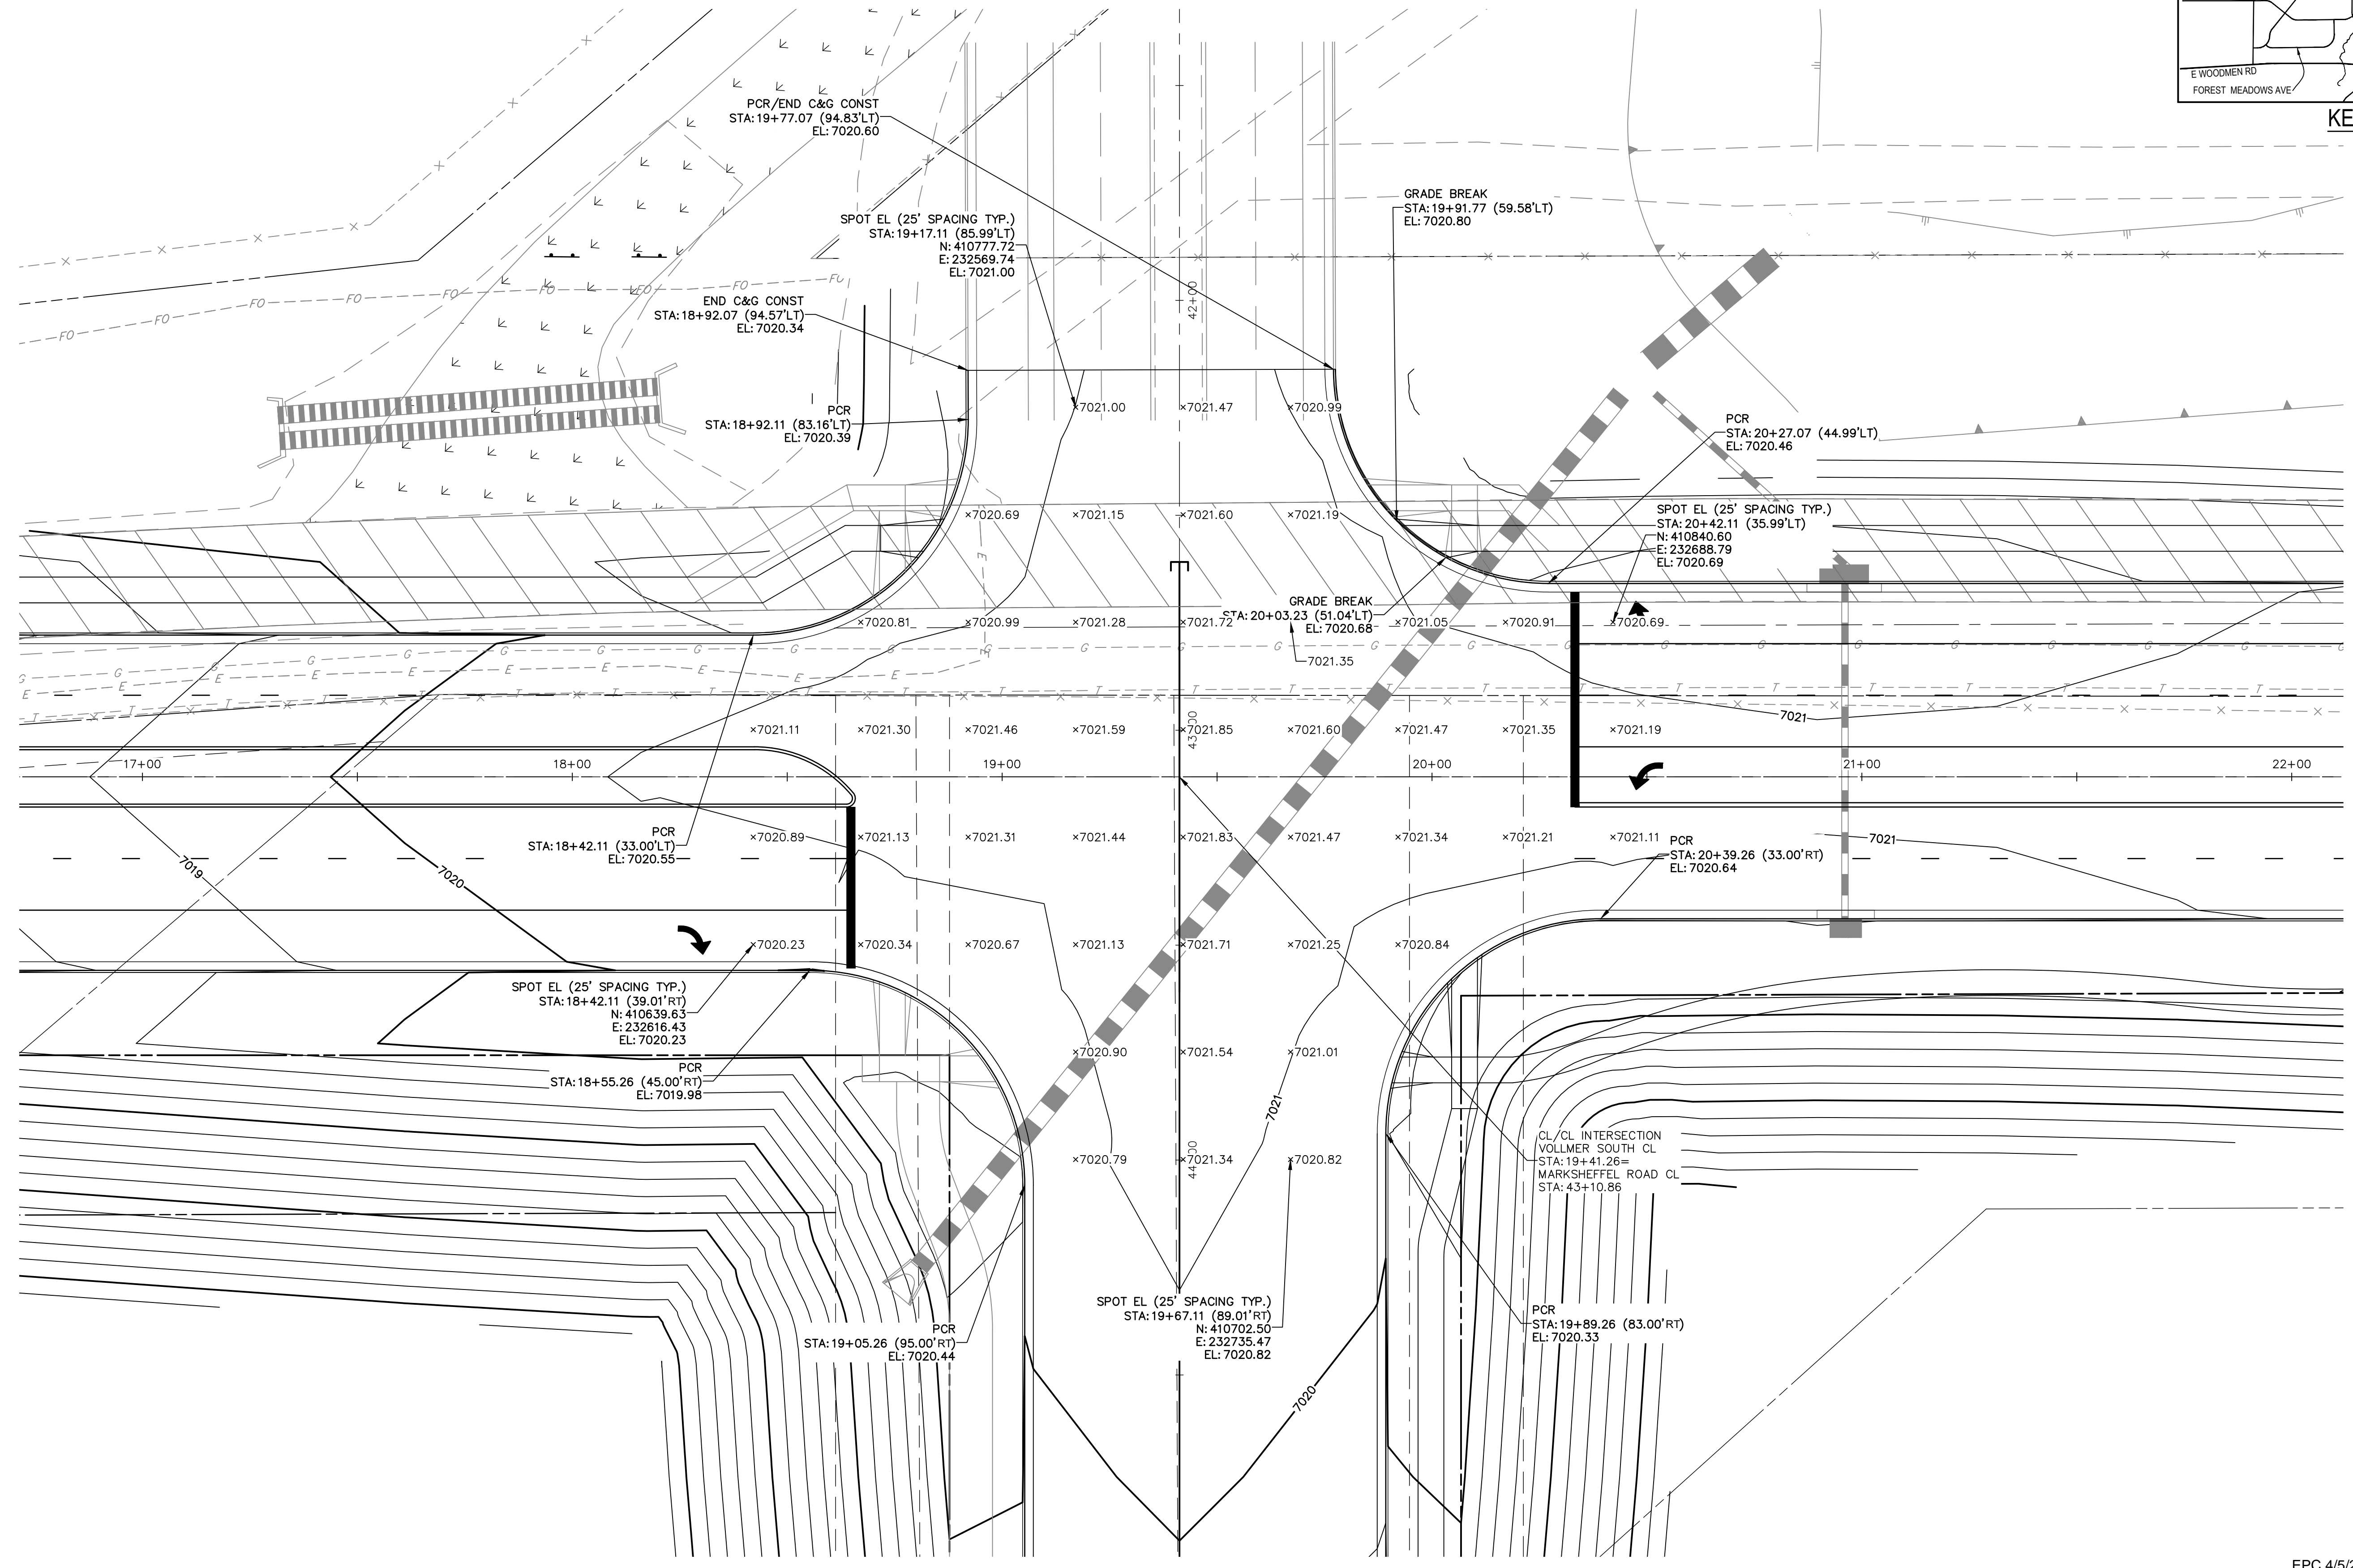 E WOODMEN RD
FOREST MEADOWS AVE
KE
PCR/END C&G CONST
STA: 19+77.07 (94.83'LT)
EL: 7020.60
SPOT EL (25' SPACING TYP.)
STA: 19+17.11 (85.99'LT)
N: 410777.72
E: 232569.74
EL: 7021.00
GRADE BREAK
STA: 19+91.77 (59.58'LT)
EL: 7020.80
END C&G CONST
STA: 18+92.07 (94.57'LT)
EL: 7020.34
42+00
FO FO FO FO FO FO FO FO
PCR
STA: 18+92.11 (83.16'LT)
EL: 7020.39
×7021.00 ×7021.47 ×7020.99
PCR
STA: 20+27.07 (44.99'LT)
EL: 7020.46
SPOT EL (25' SPACING TYP.)
STA: 20+42.11 (35.99'LT)
N: 410840.60
E: 232688.79
EL: 7020.69
×7020.69 ×7021.15 ×7021.60 ×7021.19
GRADE BREAK
STA: 20+03.23 (51.04'LT)
EL: 7020.68
×7020.81 ×7020.99 ×7021.28 ×7021.72 ×7021.05 ×7020.91 ×7020.69
7021.35
G G G G G G G G G G G G G G G G G G G G G G G G G
E E E E E E E E E E E E
T T T T T T T T T T T T T T T T T T T T T T T T
7021
×7021.11 ×7021.30 ×7021.46 ×7021.59 ×7021.85 ×7021.60 ×7021.47 ×7021.35 ×7021.19
43+00
17+00 18+00 19+00 20+00 21+00 22+00
PCR
STA: 18+42.11 (33.00'LT)
EL: 7020.55
×7020.89 ×7021.13 ×7021.31 ×7021.44 ×7021.83 ×7021.47 ×7021.34 ×7021.21 ×7021.11
7021
PCR
STA: 20+39.26 (33.00'RT)
EL: 7020.64
7019
7020
×7020.23 ×7020.34 ×7020.67 ×7021.13 ×7021.71 ×7021.25 ×7020.84
SPOT EL (25' SPACING TYP.)
STA: 18+42.11 (39.01'RT)
N: 410639.63
E: 232616.43
EL: 7020.23
×7020.90 ×7021.54 ×7021.01
PCR
STA: 18+55.26 (45.00'RT)
EL: 7019.98
7021
CL/CL INTERSECTION
VOLLMER SOUTH CL
STA: 19+41.26=
MARKSHEFFEL ROAD CL
STA: 43+10.86
×7020.79 ×7021.34 ×7020.82
44+00
SPOT EL (25' SPACING TYP.)
STA: 19+67.11 (89.01'RT)
N: 410702.50
E: 232735.47
EL: 7020.82
PCR
STA: 19+89.26 (83.00'RT)
EL: 7020.33
PCR
STA: 19+05.26 (95.00'RT)
EL: 7020.44
7020
EPC 4/5/2